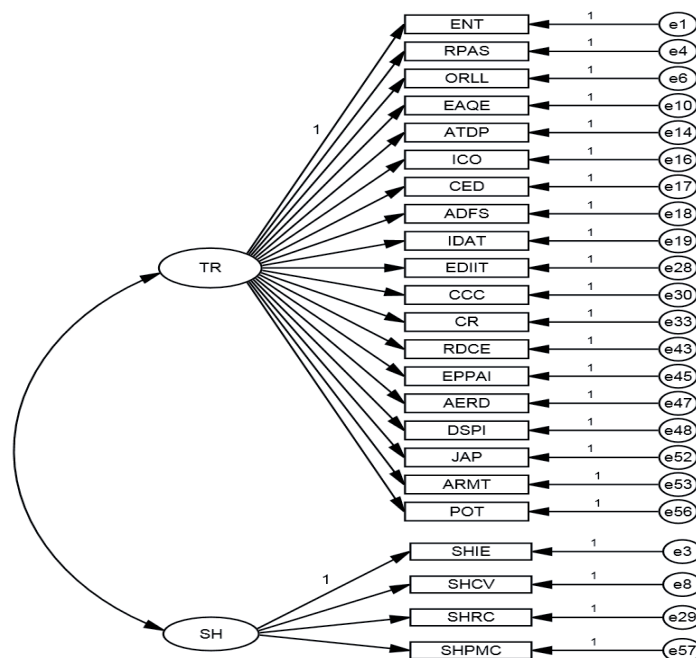 ENT 1 e1
RPAS 1 e4
ORLL 1 e6
EAQE 1 e10
1 ATDP 1 e14
ICO 1 e16
CED 1 e17
ADFS 1 e18
IDAT 1 e19
TR EDIIT 1 e28
CCC 1 e30
CR 1 e33
RDCE 1 e43
EPPAI 1 e45
AERD 1 e47
DSPI 1 e48
JAP 1 e52
ARMT 1 e53
POT 1 e56
SHIE 1 e3
1 SHCV 1 e8
SHRC 1 e29
SH SHPMC 1 e57